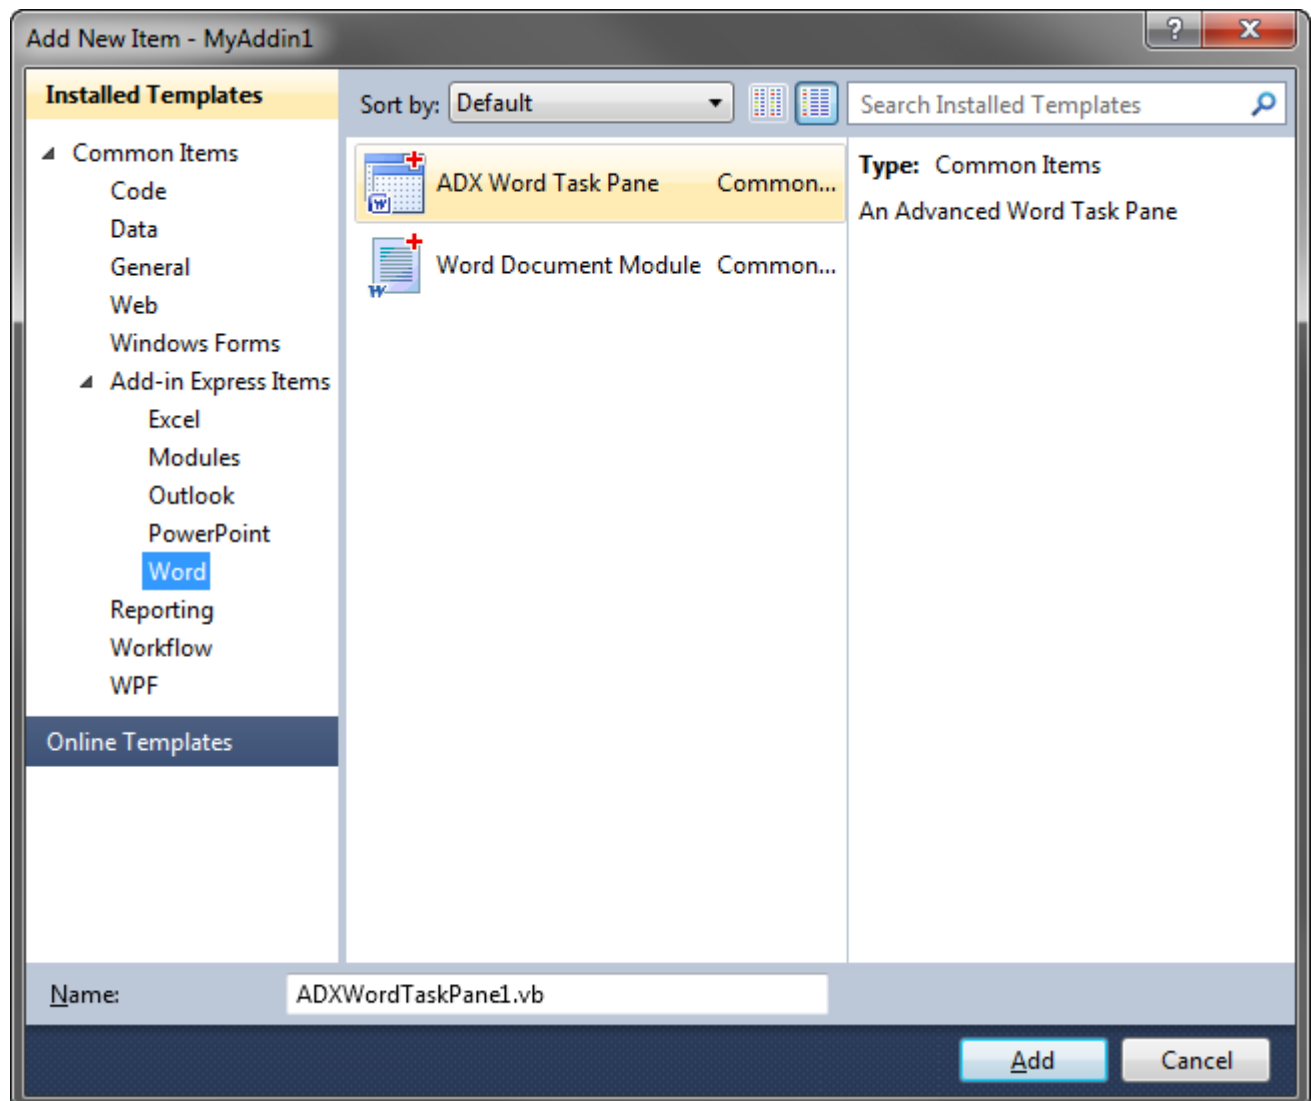 Add New Item - MyAddin1
?
X
Installed Templates
Sort by: Default
Search Installed Templates
Common Items
Code
Data
General
Web
Windows Forms
Add-in Express Items
Excel
Modules
Outlook
PowerPoint
Word
Reporting
Workflow
WPF
Online Templates
ADX Word Task Pane Common...
Word Document Module Common...
Type: Common Items
An Advanced Word Task Pane
Name: ADXWordTaskPane1.vb
Add Cancel